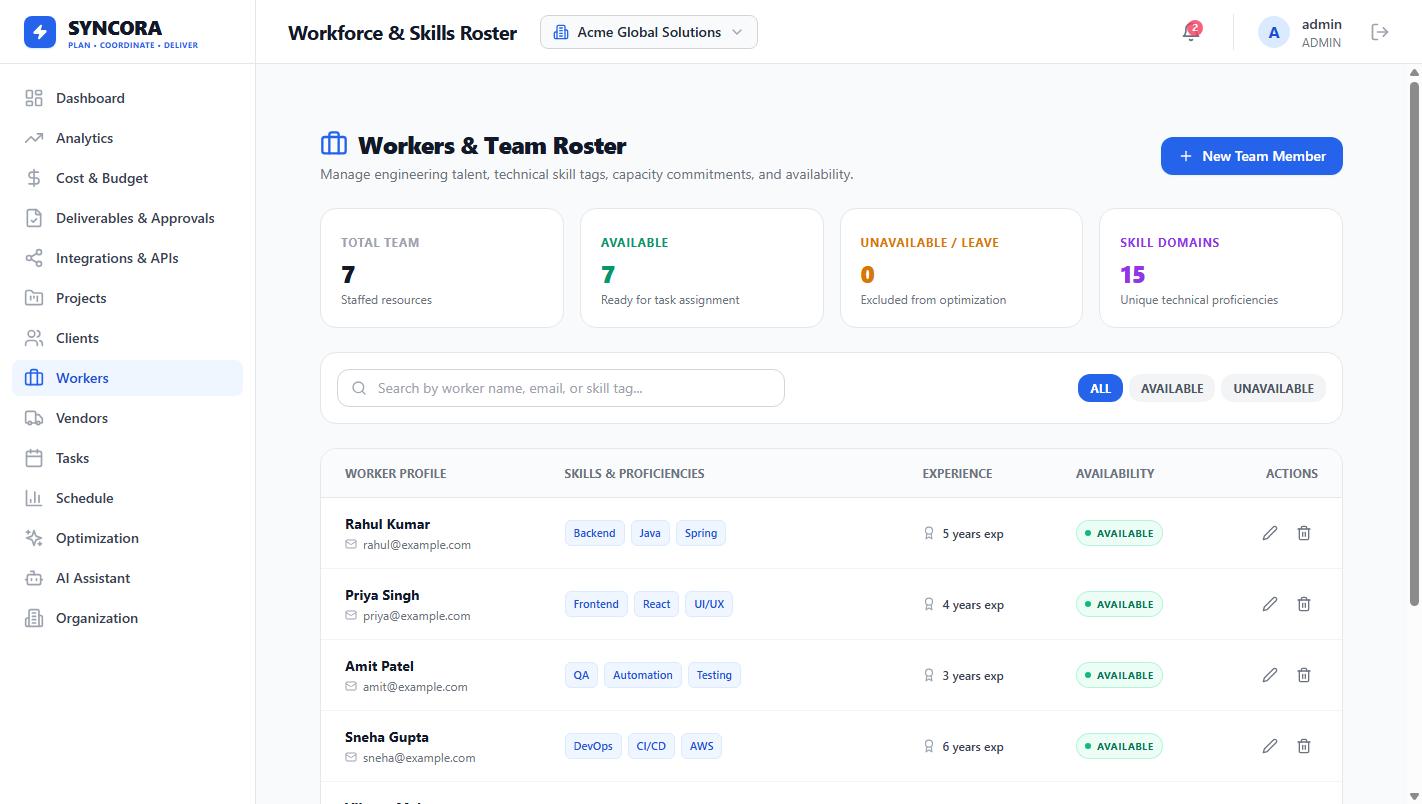 SYNCORA
PLAN • COORDINATE • DELIVER
Workforce & Skills Roster
Acme Global Solutions
2
A
admin
ADMIN
Dashboard
Analytics
Cost & Budget
Deliverables & Approvals
Integrations & APIs
Projects
Clients
Workers
Vendors
Tasks
Schedule
Optimization
AI Assistant
Organization
Workers & Team Roster
Manage engineering talent, technical skill tags, capacity commitments, and availability.
New Team Member
TOTAL TEAM
7
Staffed resources
AVAILABLE
7
Ready for task assignment
UNAVAILABLE / LEAVE
0
Excluded from optimization
SKILL DOMAINS
15
Unique technical proficiencies
Search by worker name, email, or skill tag...
ALL AVAILABLE UNAVAILABLE
WORKER PROFILE SKILLS & PROFICIENCIES EXPERIENCE AVAILABILITY ACTIONS
Rahul Kumar
rahul@example.com
Backend Java Spring
5 years exp
AVAILABLE
Priya Singh
priya@example.com
Frontend React UI/UX
4 years exp
AVAILABLE
Amit Patel
amit@example.com
QA Automation Testing
3 years exp
AVAILABLE
Sneha Gupta
sneha@example.com
DevOps CI/CD AWS
6 years exp
AVAILABLE